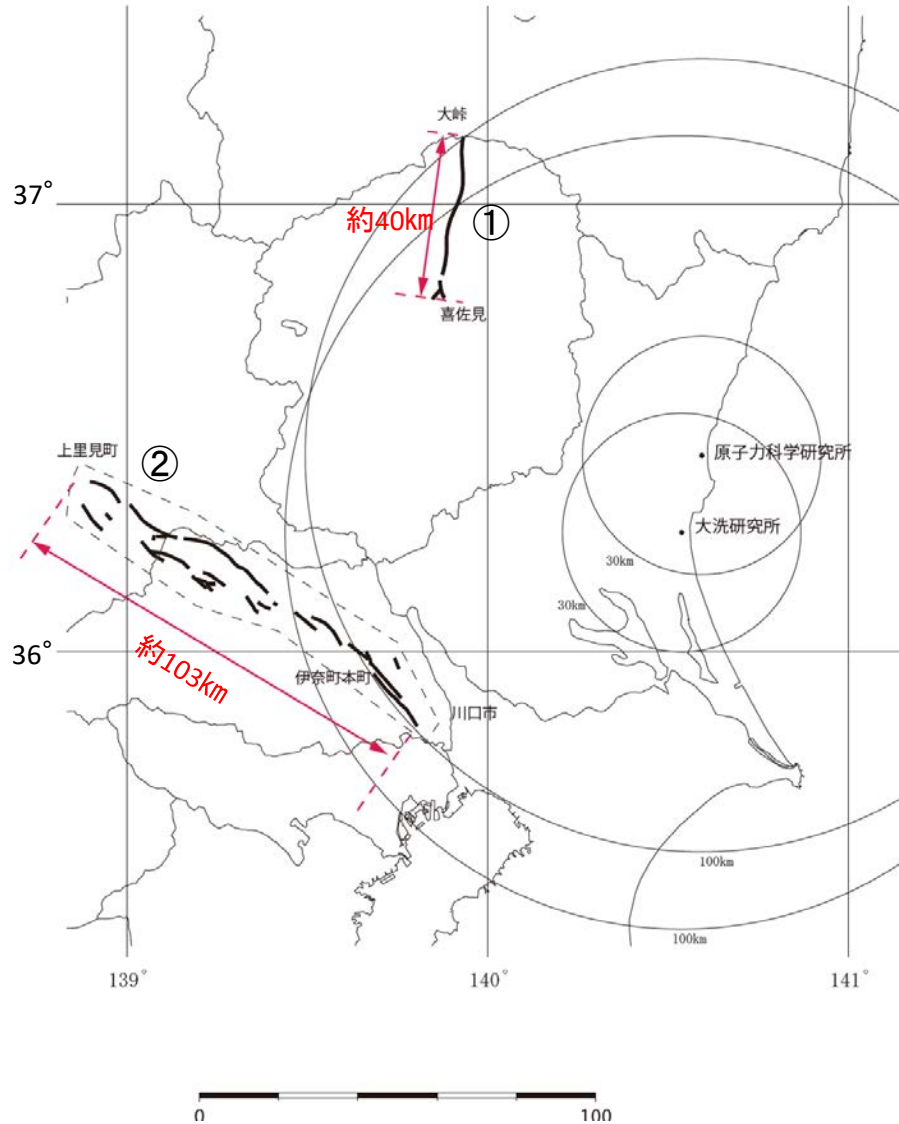 大峠
37°
約40㎞
①
喜佐見
上里見町
②
原子力科学研究所
大洗研究所
30km
30km
36°
約103㎞
伊奈町本町
川口市
100km
100km
139°
140°
141°
0
100